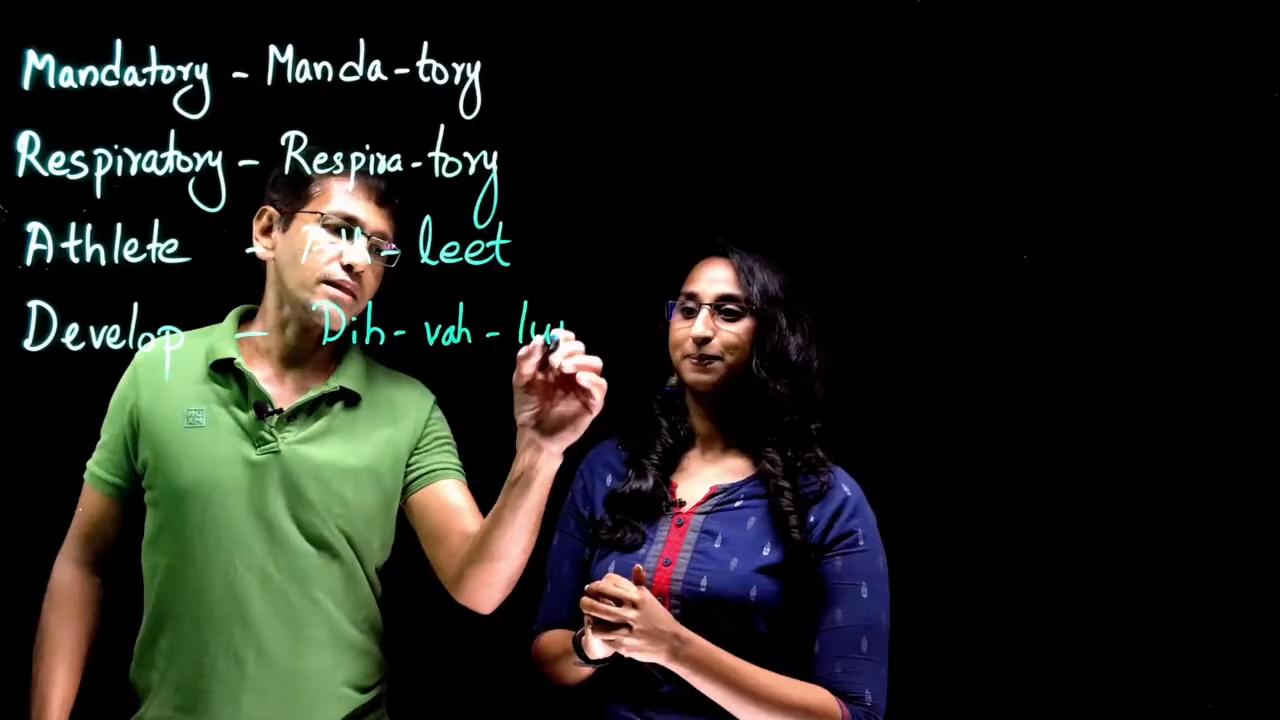 Mandatory - Manda-tory
Respiratory - Respira-tory
Athlete - leet
Develop - Dih - vah -